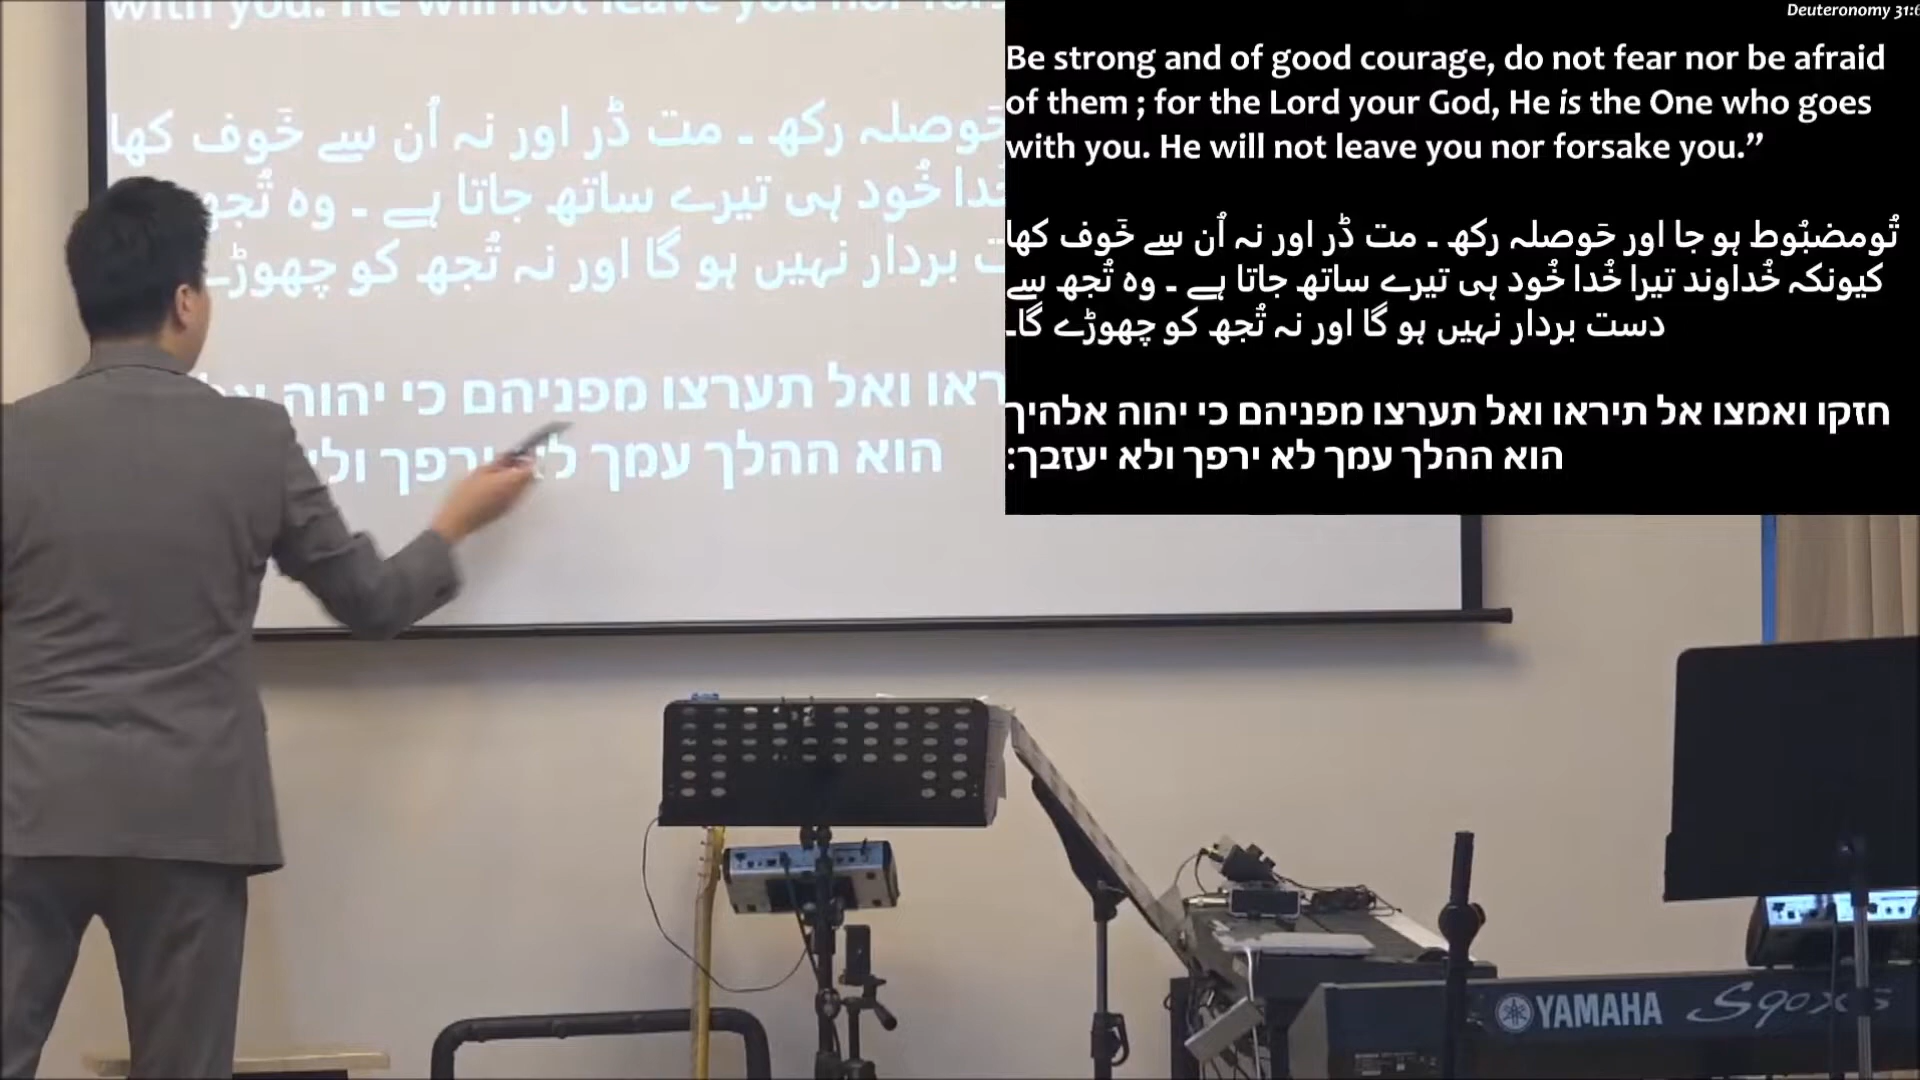 with you. He will not leave you nor forsa
حَوصلہ رکھ ۔ مت ڈر اور نہ اُن سِے خَوف کھا
خُدا خُود ہی تیرے ساتھ جاتا ہے ۔ وہ تُجھ
ت بردار نہیں ہو گا اور نہ تُجھ کو چھوڑے
ראו ואל תערצו מפניהם כי יהוה
הוא ההלך עמך ירפך
Deuteronomy 31:6
Be strong and of good courage, do not fear nor be afraid
of them ; for the Lord your God, He is the One who goes
with you. He will not leave you nor forsake you.”
تُومضبُوط ہو جا اور حَوصلہ رکھ ۔ مت ڈر اور نہ اُن سِے خَوف کھا
کیونکہ خُداوند تیرا خُدا خُود ہی تیرے ساتھ جاتا ہے ۔ وہ تُجھ سِے
دست بردار نہیں ہو گا اور نہ تُجھ کو چھوڑے گا۔
חזקו ואמצו אל תיראו ואל תערצו מפניהם כי יהוה אלהיך
הוא ההלך עמך לא ירפך ולא יעזבך׃
YAMAHA S90XS